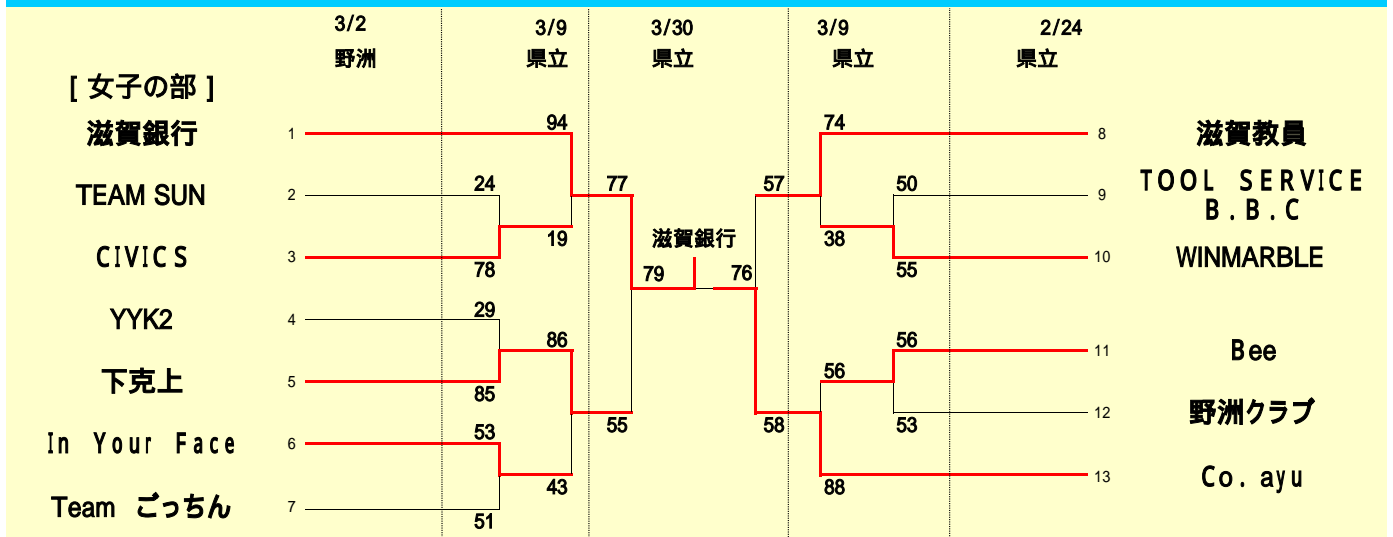 3/2 3/9 3/30 3/9 2/24
野洲 県立 県立 県立 県立
[ 女子の部 ]
滋賀銀行 1 94 74 8 滋賀教員
TEAM SUN 2 24 77 57 50 9 TOOL SERVICE
B.B.C
19 滋賀銀行 38
CIVICS 3 78 79 76 55 10 WINMARBLE
YYK2 4 29
86 56 56 11 Bee
下克上 5 85
55 58 53 12 野洲クラブ
In Your Face 6 53
43 88 13 Co. ayu
Team ごっちん 7 51